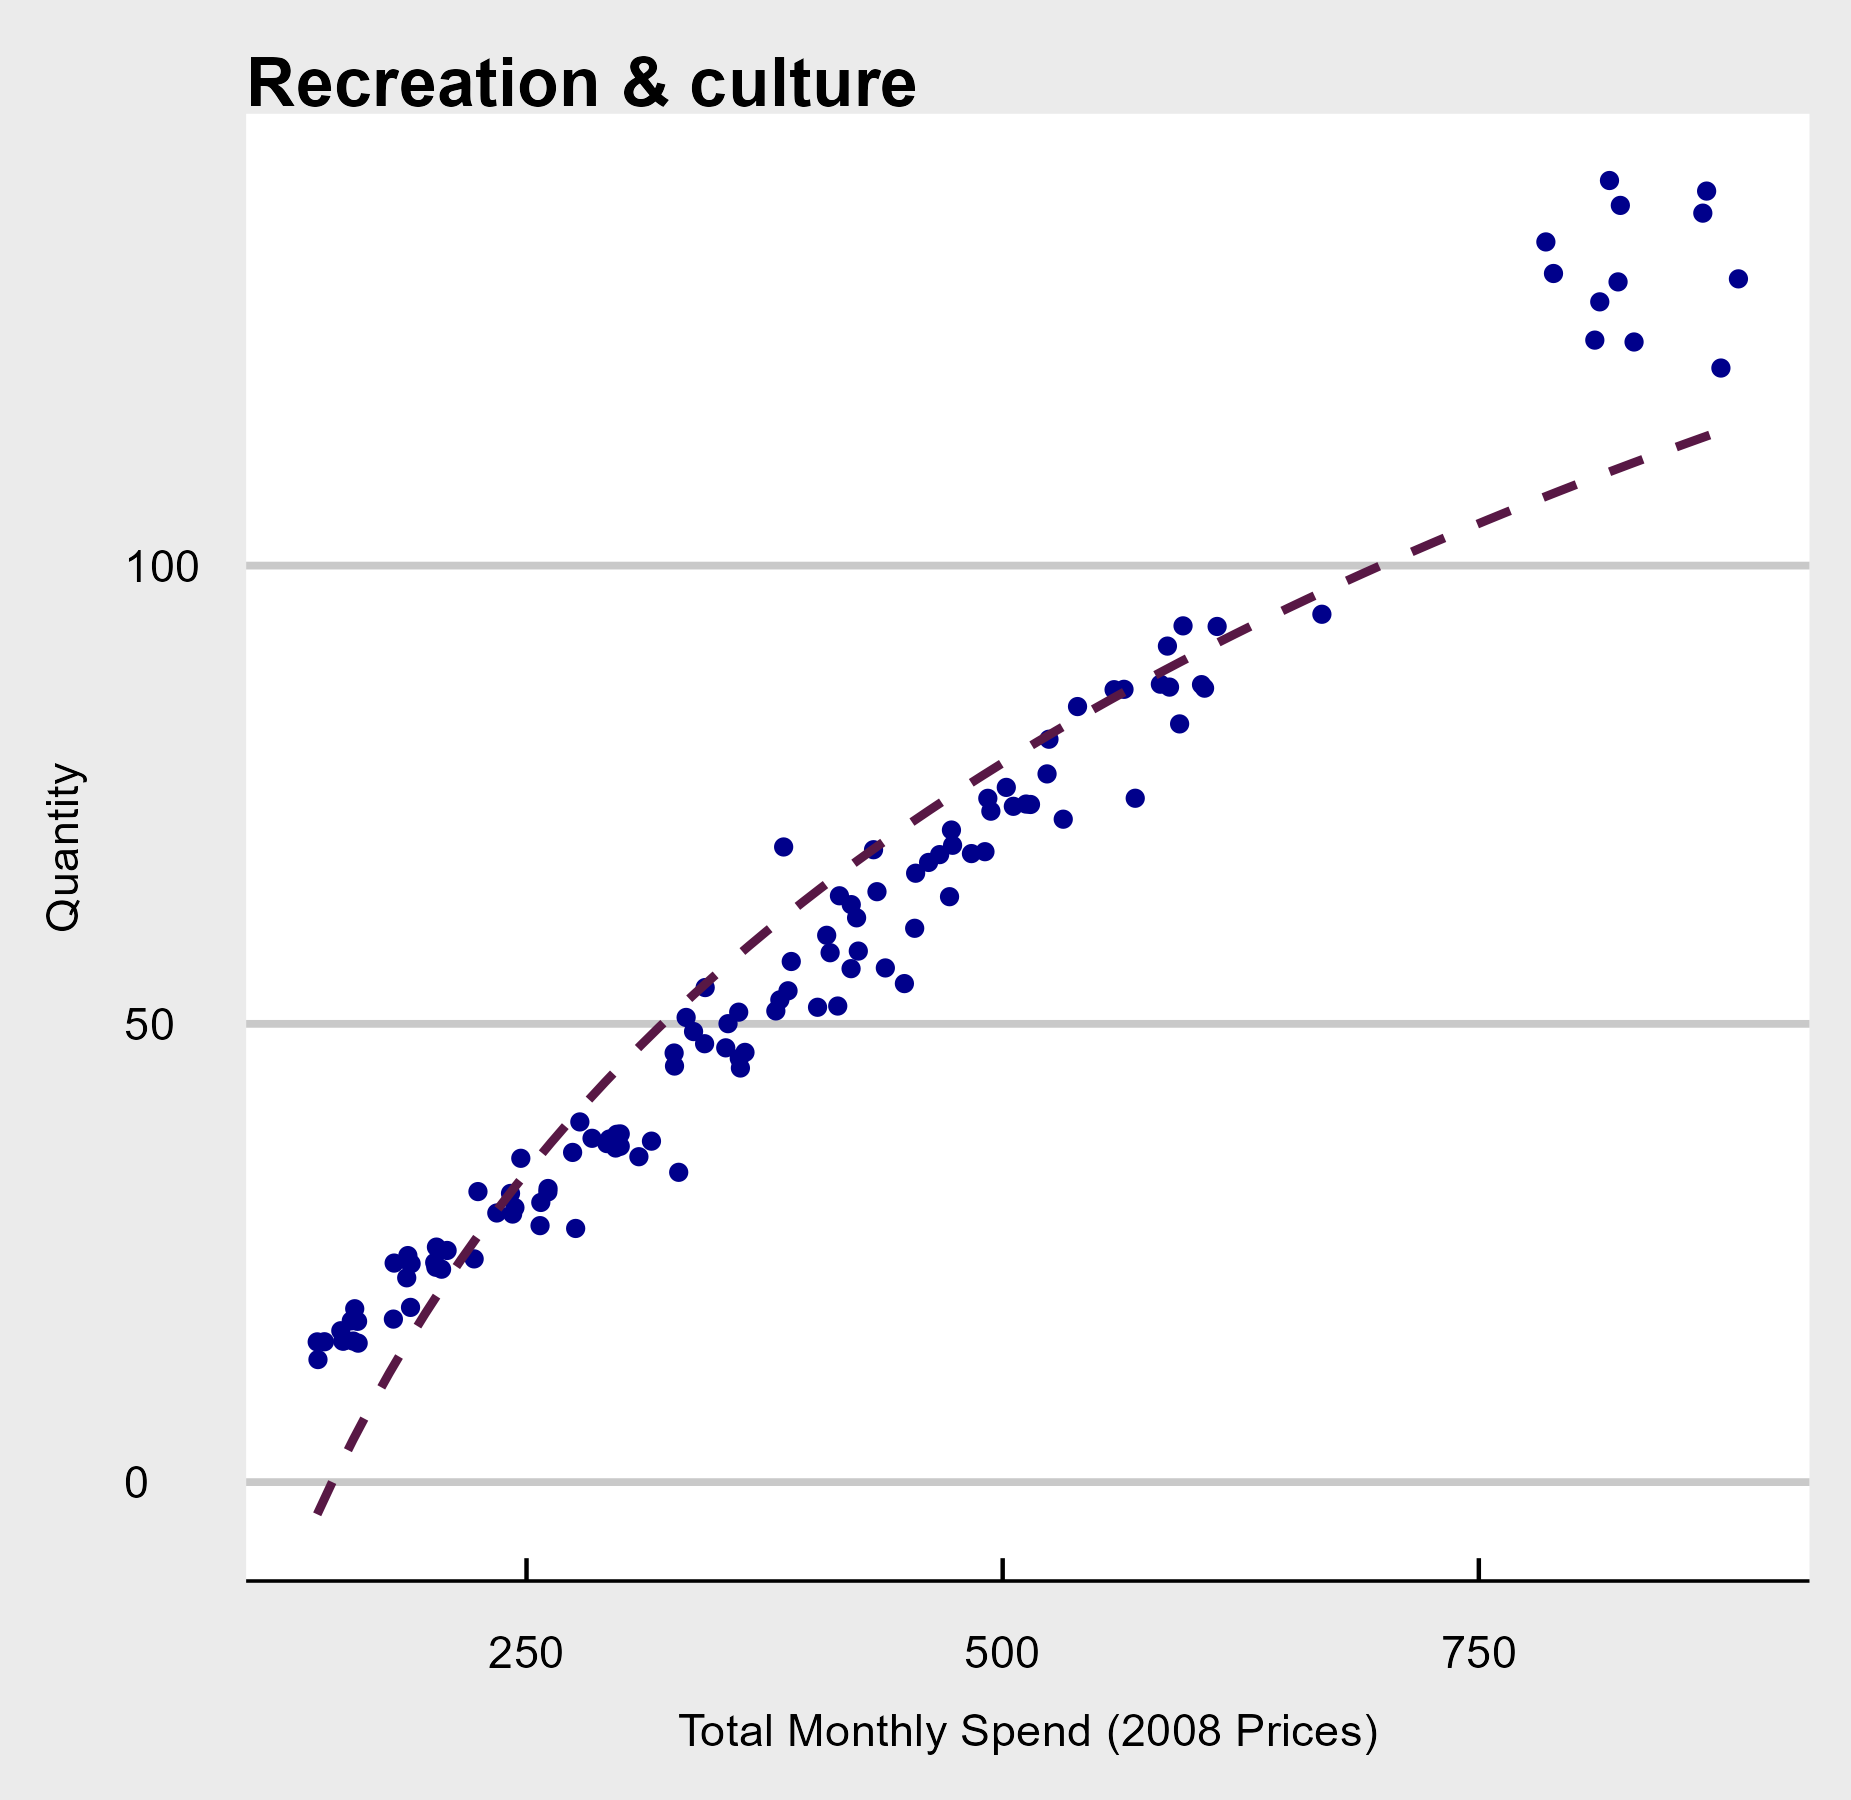 Recreation & culture
100
50
0
Quantity
250 500 750
Total Monthly Spend (2008 Prices)